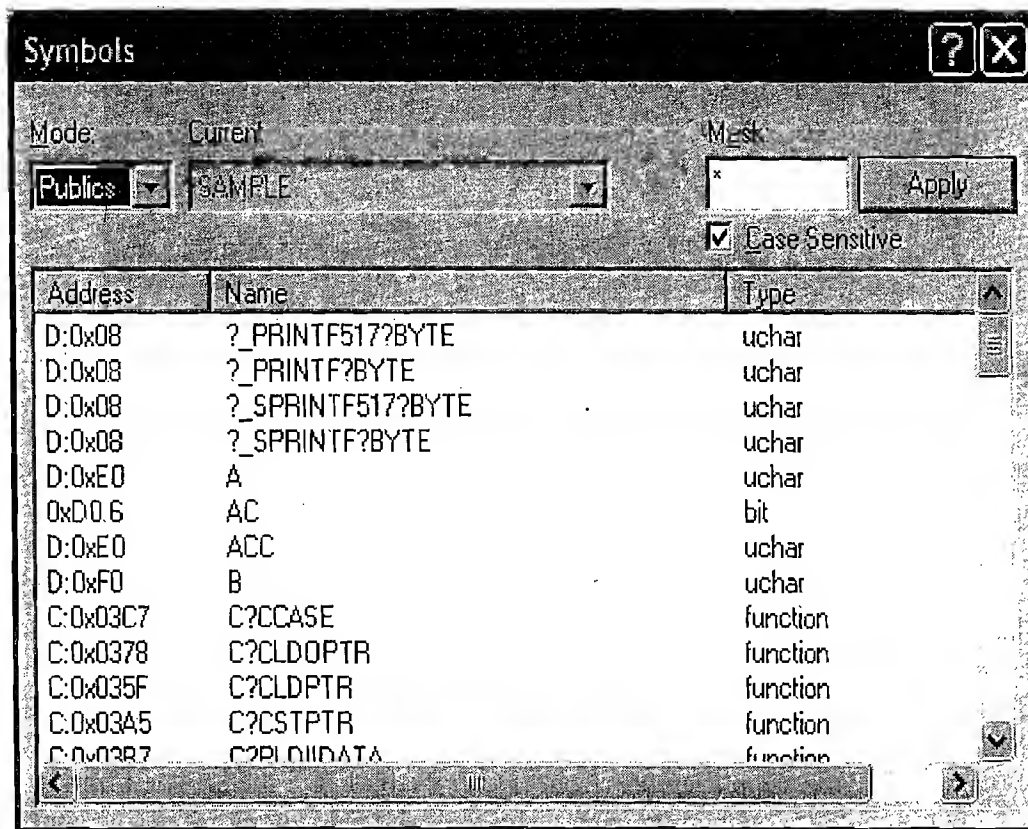 Symbols
Mode: Current Mask:
Publics SAMPLE * Apply
Case Sensitive
Address Name Type
D:0x08 ?_PRINTF517?BYTE uchar
D:0x08 ?_PRINTF?BYTE uchar
D:0x08 ?_SPRINTF517?BYTE uchar
D:0x08 ?_SPRINTF?BYTE uchar
D:0xE0 A uchar
0xD0.6 AC bit
D:0xE0 ACC uchar
D:0xF0 B uchar
C:0x03C7 C?CCASE function
C:0x0378 C?CLDOPTR function
C:0x035F C?CLDPTR function
C:0x03A5 C?CSTPTR function
function